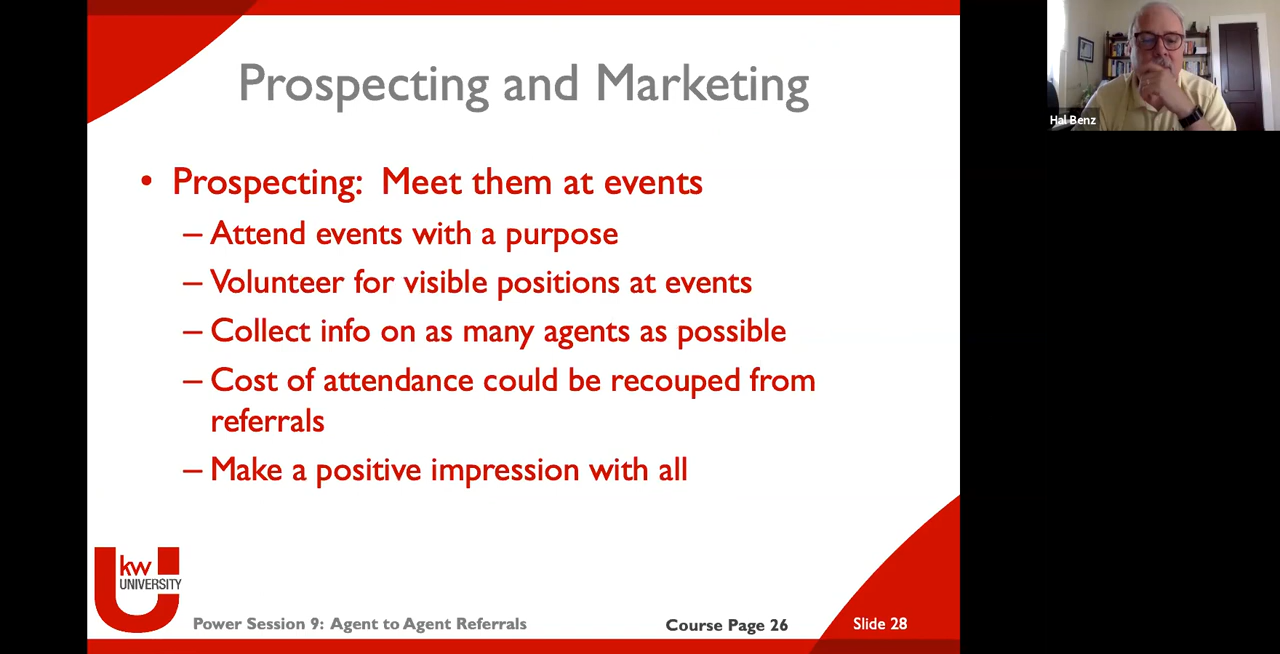 Prospecting and Marketing
Hal Benz
• Prospecting: Meet them at events
– Attend events with a purpose
– Volunteer for visible positions at events
– Collect info on as many agents as possible
– Cost of attendance could be recouped from
referrals
– Make a positive impression with all
kw
UNIVERSITY
Power Session 9: Agent to Agent Referrals
Course Page 26
Slide 28